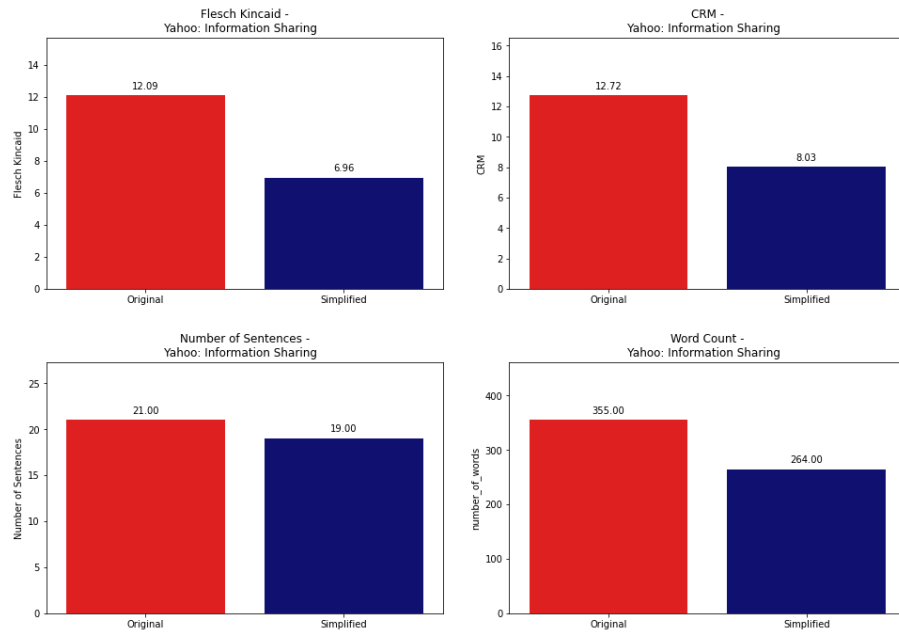 Flesch Kincaid -
Yahoo: Information Sharing
14
12
10
8
6
4
2
0
Flesch Kincaid
12.09
6.96
Original
Simplified
CRM -
Yahoo: Information Sharing
16
14
12
10
8
6
4
2
0
CRM
12.72
8.03
Original
Simplified
Number of Sentences -
Yahoo: Information Sharing
25
20
15
10
5
0
Number of Sentences
21.00
19.00
Original
Simplified
Word Count -
Yahoo: Information Sharing
400
300
200
100
0
number_of_words
355.00
264.00
Original
Simplified